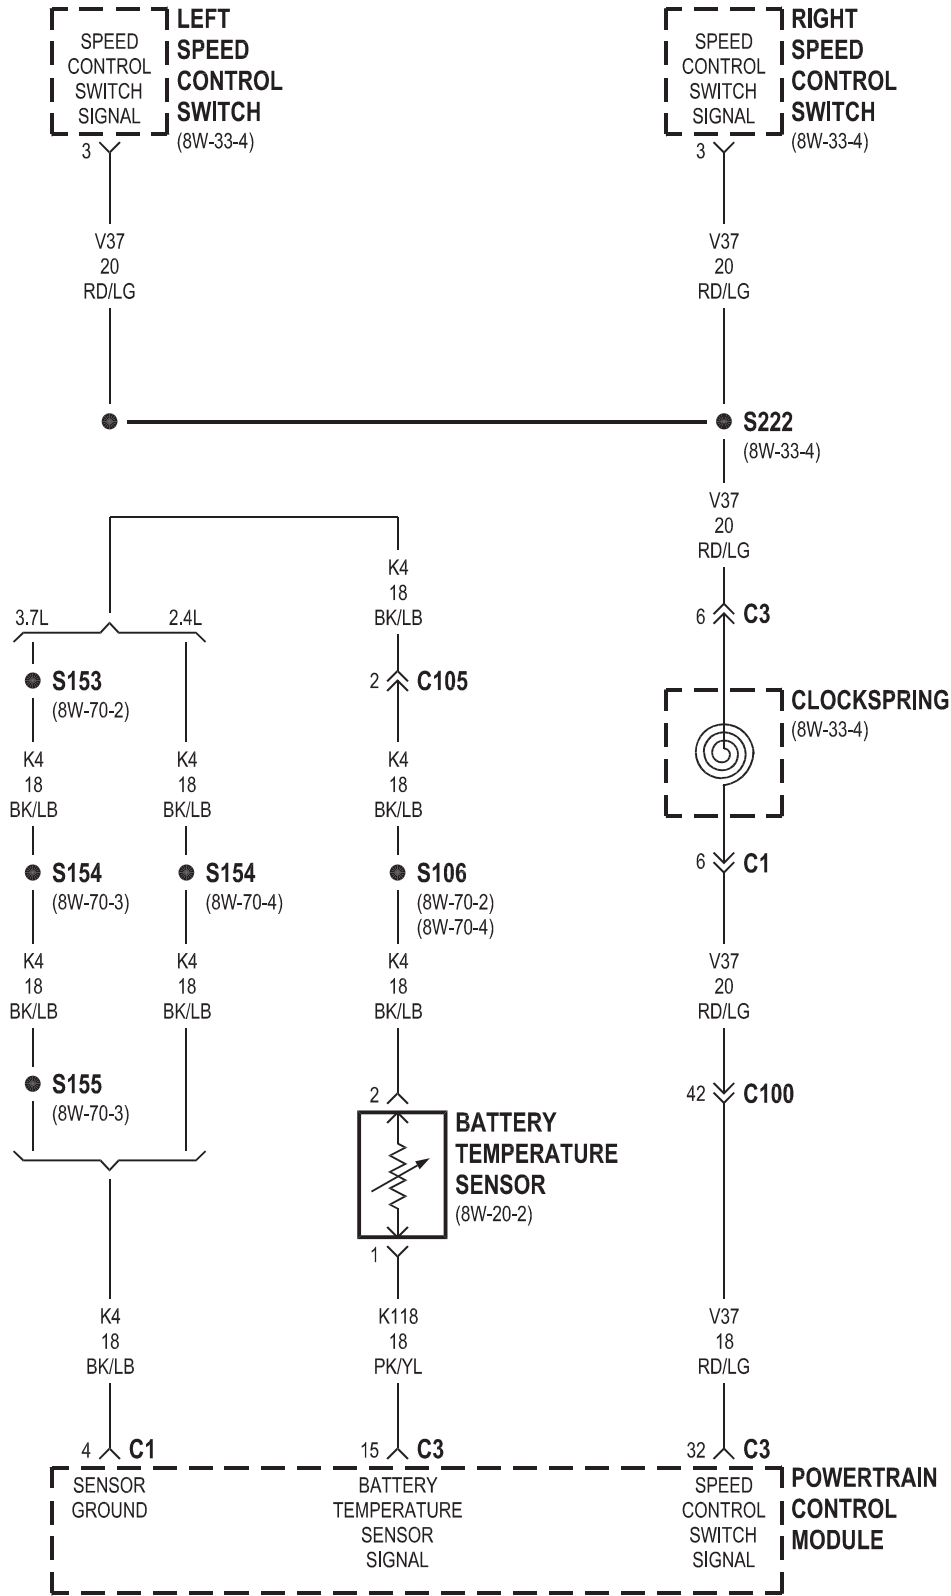 LEFT
SPEED
CONTROL
SWITCH
(8W-33-4)
SPEED
CONTROL
SWITCH
SIGNAL
3
V37
20
RD/LG
RIGHT
SPEED
CONTROL
SWITCH
(8W-33-4)
SPEED
CONTROL
SWITCH
SIGNAL
3
V37
20
RD/LG
S222
(8W-33-4)
V37
20
RD/LG
6 C3
CLOCKSPRING
(8W-33-4)
6 C1
V37
20
RD/LG
42 C100
V37
18
RD/LG
32 C3
K4
18
BK/LB
2 C105
K4
18
BK/LB
S106
(8W-70-2)
(8W-70-4)
K4
18
BK/LB
2
BATTERY
TEMPERATURE
SENSOR
(8W-20-2)
1
K118
18
PK/YL
15 C3
3.7L
S153
(8W-70-2)
K4
18
BK/LB
S154
(8W-70-3)
K4
18
BK/LB
S155
(8W-70-3)
2.4L
K4
18
BK/LB
S154
(8W-70-4)
K4
18
BK/LB
K4
18
BK/LB
4 C1
SENSOR
GROUND
BATTERY
TEMPERATURE
SENSOR
SIGNAL
SPEED
CONTROL
SWITCH
SIGNAL
POWERTRAIN
CONTROL
MODULE